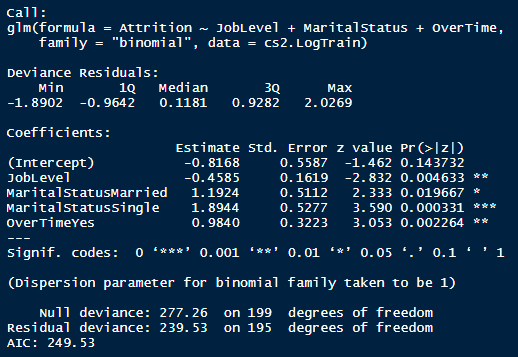 Call:
glm(formula = Attrition ~ JobLevel + MaritalStatus + OverTime,
    family = "binomial", data = cs2.LogTrain)
Deviance Residuals:
    Min       1Q   Median       3Q      Max
-1.8902  -0.9642   0.1181   0.9282   2.0269
Coefficients:
                     Estimate Std. Error z value Pr(>|z|)
(Intercept)           -0.8168     0.5587  -1.462 0.143732
JobLevel              -0.4585     0.1619  -2.832 0.004633 **
MaritalStatusMarried   1.1924     0.5112   2.333 0.019667 *
MaritalStatusSingle    1.8944     0.5277   3.590 0.000331 ***
OverTimeYes            0.9840     0.3223   3.053 0.002264 **
---
Signif. codes:  0 ‘***’ 0.001 ‘**’ 0.01 ‘*’ 0.05 ‘.’ 0.1 ‘ ’ 1
(Dispersion parameter for binomial family taken to be 1)
    Null deviance: 277.26  on 199  degrees of freedom
Residual deviance: 239.53  on 195  degrees of freedom
AIC: 249.53